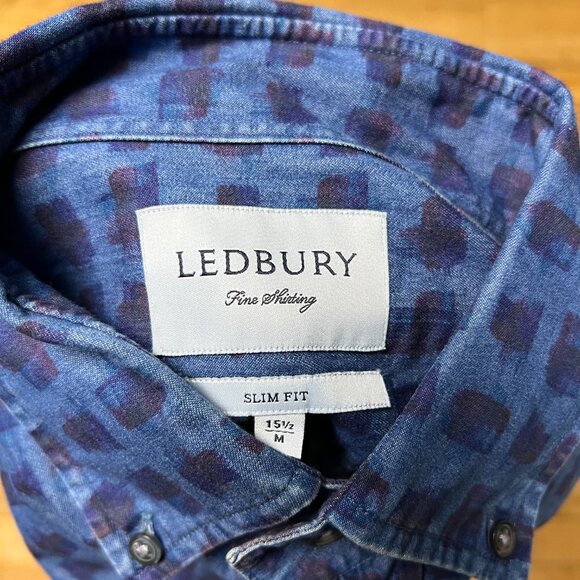 LEDBURY
Fine Shirting
SLIM FIT
15½
M